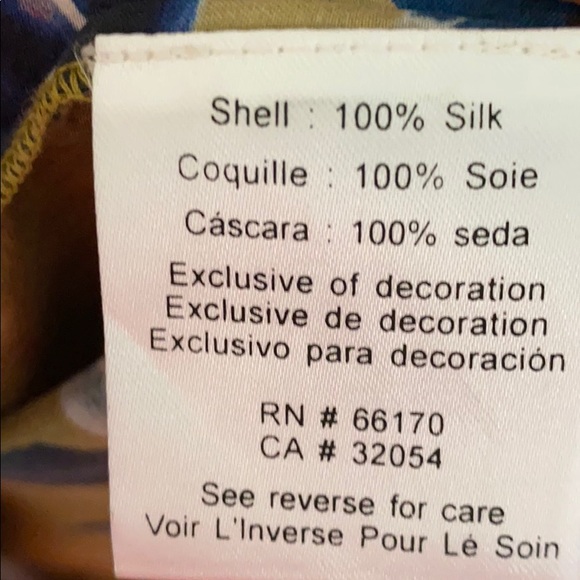 Shell : 100% Silk
Coquille : 100% Soie
Cáscara : 100% seda
Exclusive of decoration
Exclusive de decoration
Exclusivo para decoración
RN # 66170
CA # 32054
See reverse for care
Voir L'Inverse Pour Lé Soin